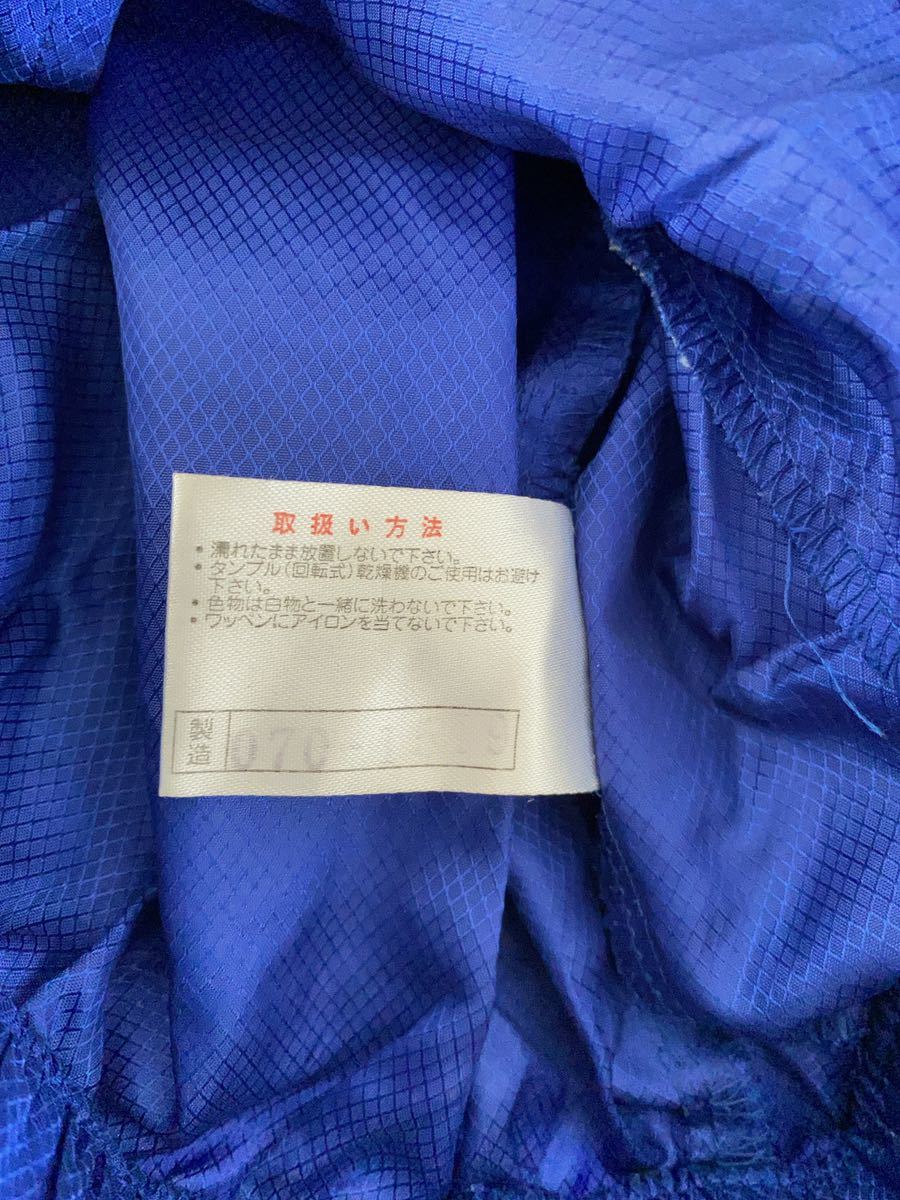 取扱い方法
・濡れたまま放置しないで下さい。
・タンブル(回転式)乾燥機のご使用はお避け
下さい。
・色物は白物と一緒に洗わないで下さい。
・ワッペンにアイロンを当てないで下さい。
製造